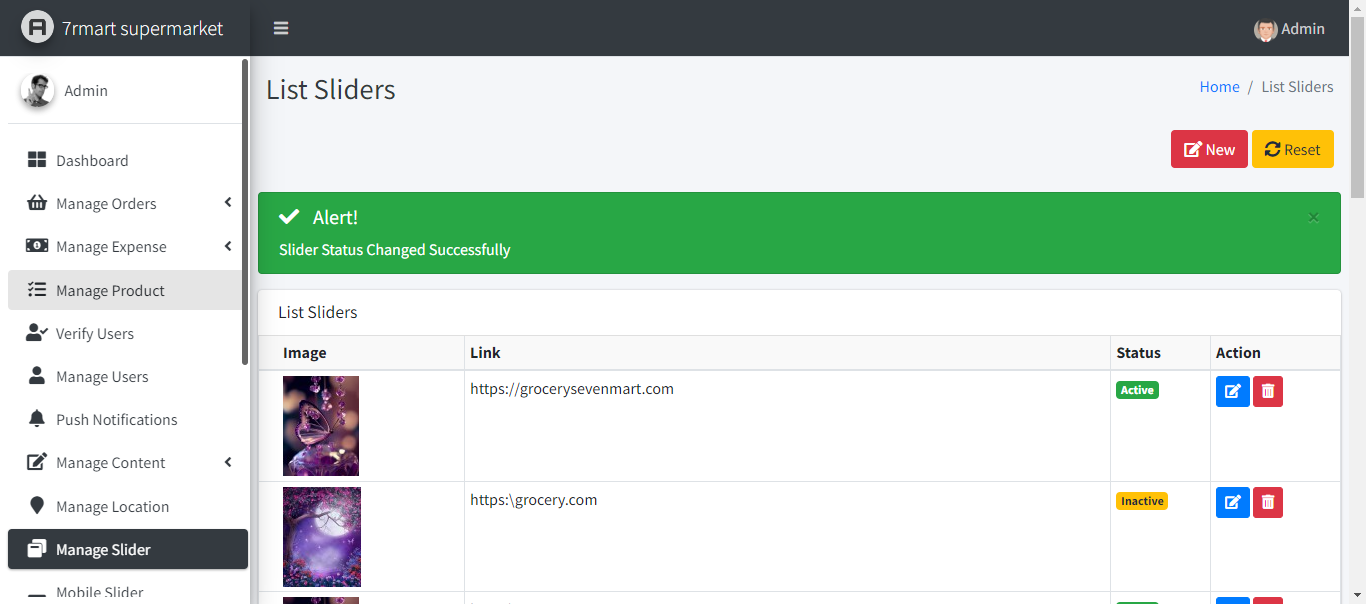 7rmart supermarket
Admin
Admin
List Sliders
Home / List Sliders
New
Reset
Dashboard
Manage Orders
Manage Expense
Manage Product
Verify Users
Manage Users
Push Notifications
Manage Content
Manage Location
Manage Slider
Mobile Slider
Alert!
×
Slider Status Changed Successfully
List Sliders
Image Link Status Action
https://grocerysevenmart.com Active
https:\grocery.com Inactive